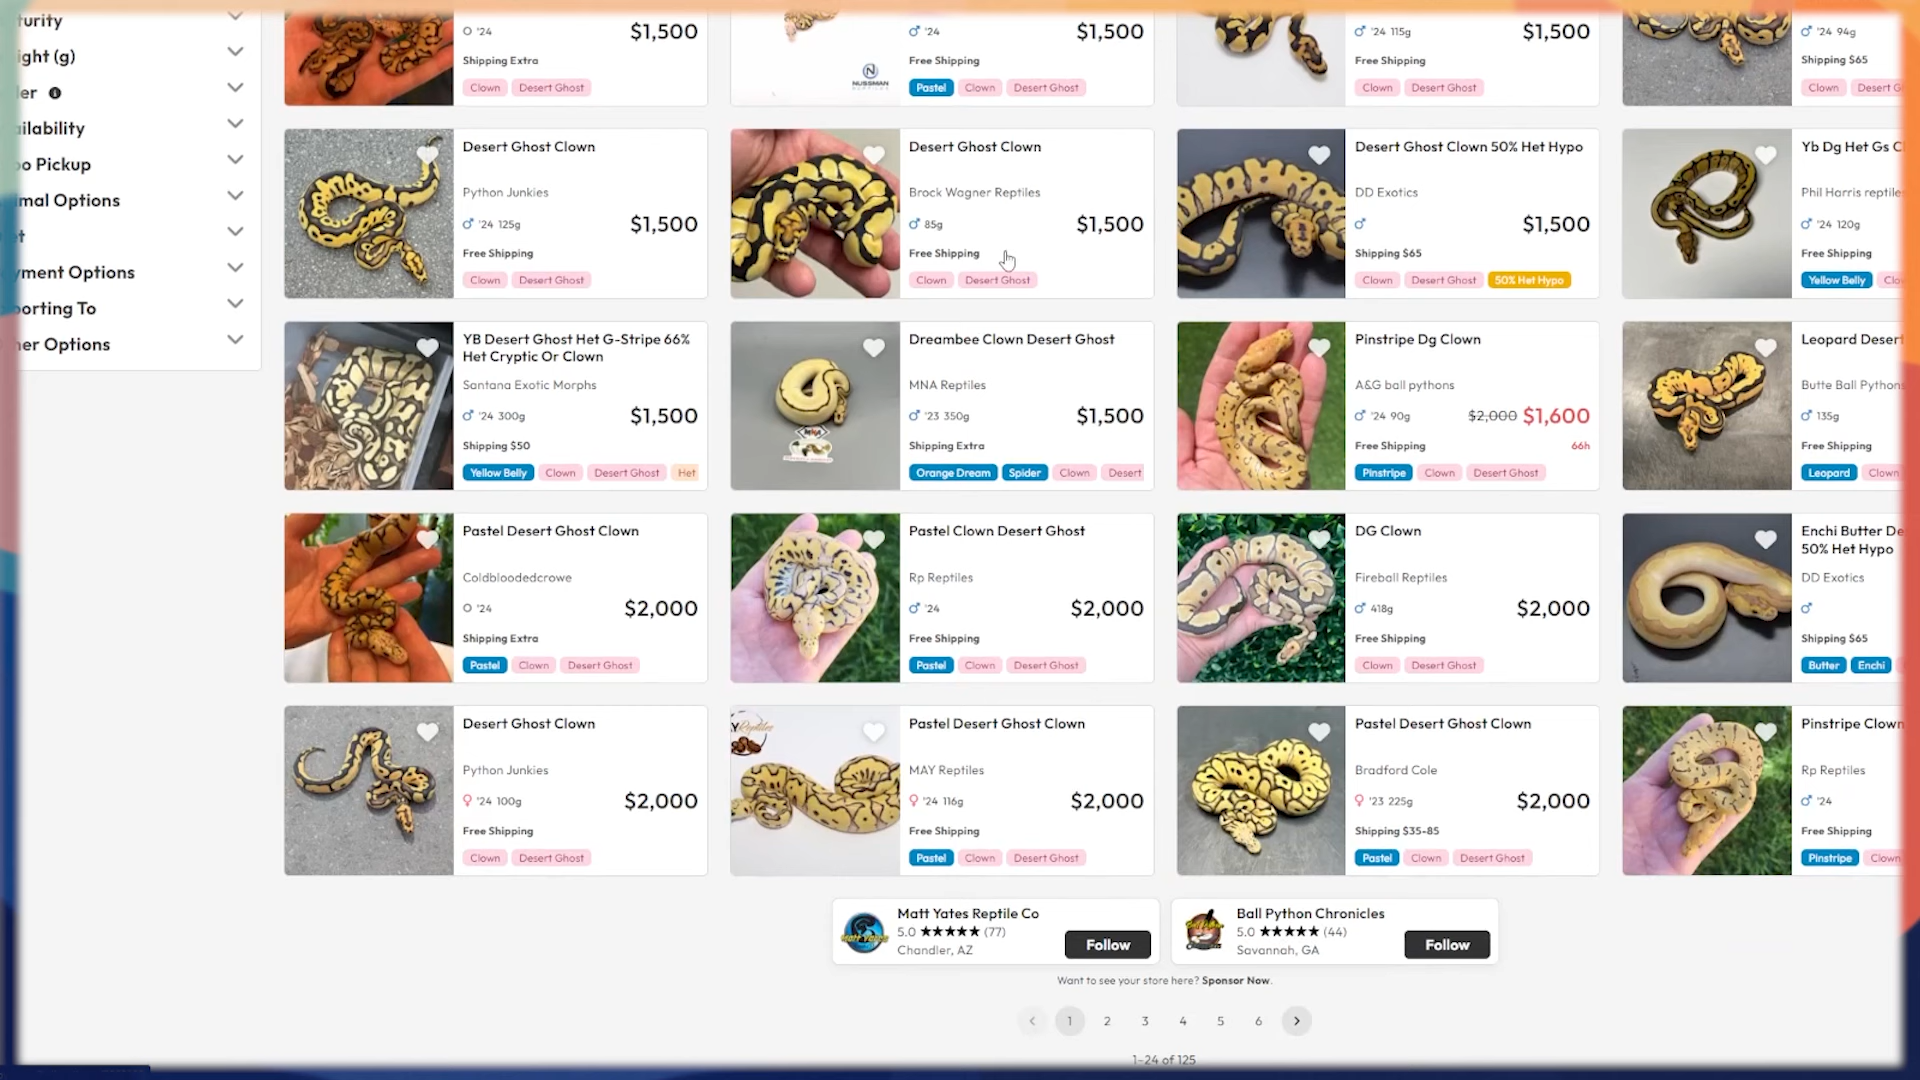 turity
ight (g)
ler
ailability
oo Pickup
imal Options
et
yment Options
porting To
her Options
'24
$1,500
Shipping Extra
Clown Desert Ghost
NUSSMAN
'24
$1,500
Free Shipping
Pastel Clown Desert Ghost
'24 115g
$1,500
Free Shipping
Clown Desert Ghost
'24 94g
Shipping $65
Clown Desert G
Desert Ghost Clown
Python Junkies
'24 125g
$1,500
Free Shipping
Clown Desert Ghost
Desert Ghost Clown
Brock Wagner Reptiles
85g
$1,500
Free Shipping
Clown Desert Ghost
Desert Ghost Clown 50% Het Hypo
DD Exotics
$1,500
Shipping $65
Clown Desert Ghost 50% Het Hypo
Yb Dg Het Gs C
Phil Harris reptile
'24 120g
Free Shipping
Yellow Belly Clo
YB Desert Ghost Het G-Stripe 66%
Het Cryptic Or Clown
Santana Exotic Morphs
'24 300g
$1,500
Shipping $50
Yellow Belly Clown Desert Ghost Het
Dreambee Clown Desert Ghost
MNA Reptiles
'23 350g
$1,500
Shipping Extra
Orange Dream Spider Clown Desert
Pinstripe Dg Clown
A&G ball pythons
'24 90g
$2,000 $1,600
Free Shipping
66h
Pinstripe Clown Desert Ghost
Leopard Desert
Butte Ball Pythons
135g
Free Shipping
Leopard Clown
Pastel Desert Ghost Clown
Coldbloodedcrowe
'24
$2,000
Shipping Extra
Pastel Clown Desert Ghost
Pastel Clown Desert Ghost
Rp Reptiles
'24
$2,000
Free Shipping
Pastel Clown Desert Ghost
DG Clown
Fireball Reptiles
418g
$2,000
Free Shipping
Clown Desert Ghost
Enchi Butter De
50% Het Hypo
DD Exotics
Shipping $65
Butter Enchi
Desert Ghost Clown
Python Junkies
'24 100g
$2,000
Free Shipping
Clown Desert Ghost
Pastel Desert Ghost Clown
MAY Reptiles
'24 116g
$2,000
Free Shipping
Pastel Clown Desert Ghost
Pastel Desert Ghost Clown
Bradford Cole
'23 225g
$2,000
Shipping $35-85
Pastel Clown Desert Ghost
Pinstripe Clown
Rp Reptiles
'24
Free Shipping
Pinstripe Clown
Matt Yates Reptile Co
5.0 ★★★★★ (77)
Chandler, AZ
Follow
Ball Python Chronicles
5.0 ★★★★★ (44)
Savannah, GA
Follow
Want to see your store here? Sponsor Now.
< 1 2 3 4 5 6 >
1-24 of 125